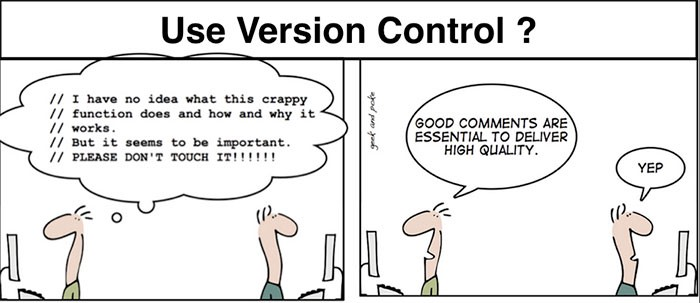 Use Version Control ?
// I have no idea what this crappy
// function does and how and why it
// works.
// But it seems to be important.
// PLEASE DON'T TOUCH IT!!!!!!
geek and poke
GOOD COMMENTS ARE
ESSENTIAL TO DELIVER
HIGH QUALITY.
YEP